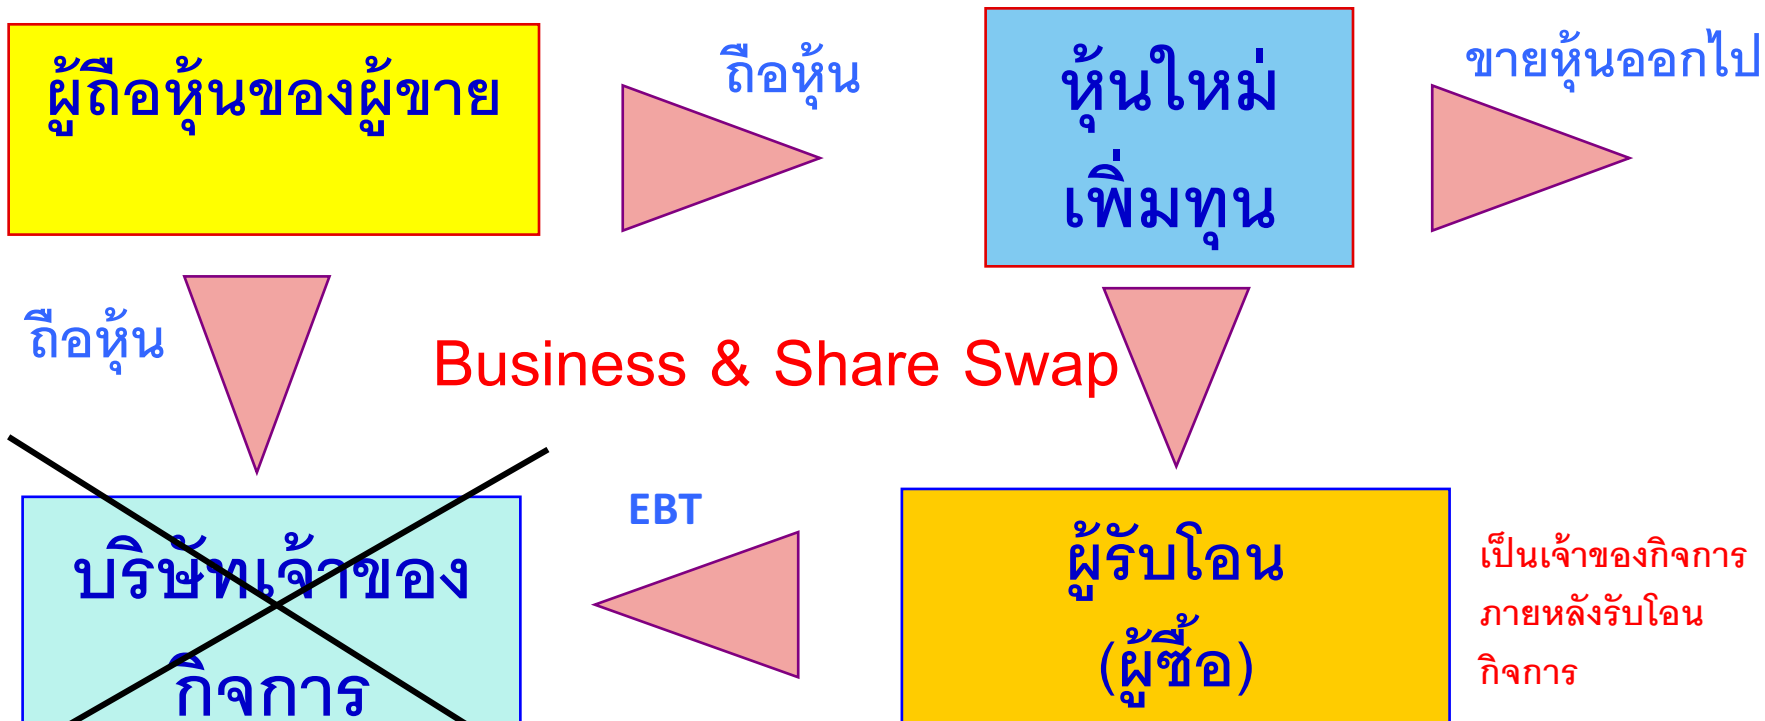 ผู้ถือหุ้นของผู้ขาย
ถือหุ้น
หุ้นใหม่
เพิ่มทุน
ขายหุ้นออกไป
ถือหุ้น
Business & Share Swap
บริษัทเจ้าของ
กิจการ
EBT
ผู้รับโอน
(ผู้ซื้อ)
เป็นเจ้าของกิจการ
ภายหลังรับโอน
กิจการ